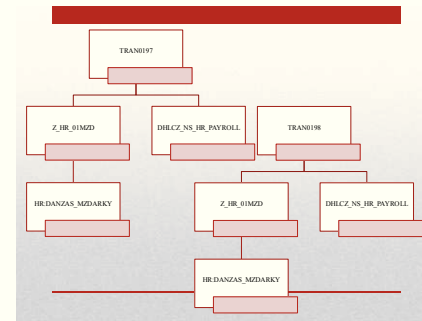 TRAN0197
Z_HR_01MZD
DHLCZ_NS_HR_PAYROLL
TRAN0198
HR:DANZAS_MZDARKY
Z_HR_01MZD
DHLCZ_NS_HR_PAYROLL
HR:DANZAS_MZDARKY